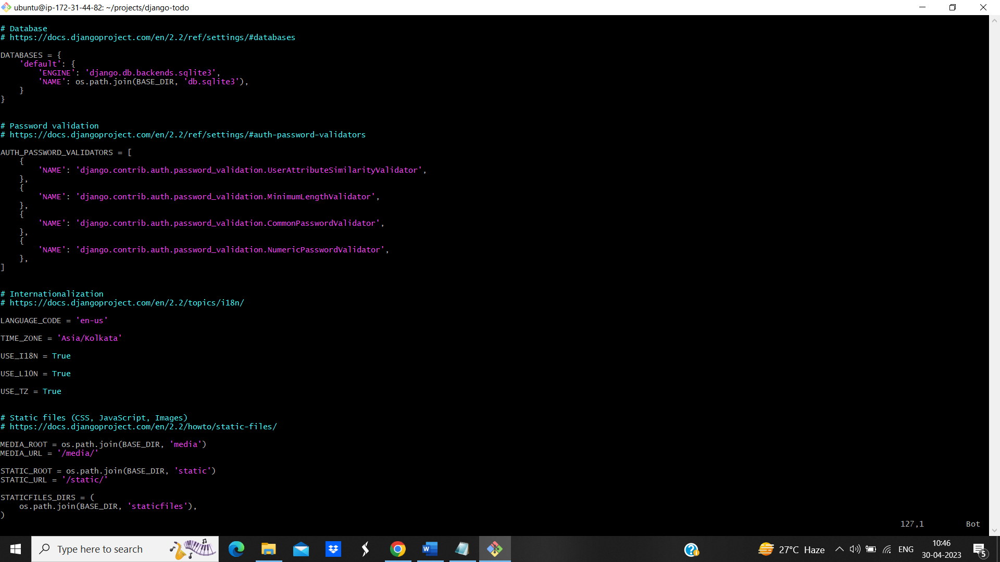 ubuntu@ip-172-31-44-82: ~/projects/django-todo
# Database
# https://docs.djangoproject.com/en/2.2/ref/settings/#databases
DATABASES = {
    'default': {
        'ENGINE': 'django.db.backends.sqlite3',
        'NAME': os.path.join(BASE_DIR, 'db.sqlite3'),
    }
}
# Password validation
# https://docs.djangoproject.com/en/2.2/ref/settings/#auth-password-validators
AUTH_PASSWORD_VALIDATORS = [
    {
        'NAME': 'django.contrib.auth.password_validation.UserAttributeSimilarityValidator',
    },
    {
        'NAME': 'django.contrib.auth.password_validation.MinimumLengthValidator',
    },
    {
        'NAME': 'django.contrib.auth.password_validation.CommonPasswordValidator',
    },
    {
        'NAME': 'django.contrib.auth.password_validation.NumericPasswordValidator',
    },
]
# Internationalization
# https://docs.djangoproject.com/en/2.2/topics/i18n/
LANGUAGE_CODE = 'en-us'
TIME_ZONE = 'Asia/Kolkata'
USE_I18N = True
USE_L10N = True
USE_TZ = True
# Static files (CSS, JavaScript, Images)
# https://docs.djangoproject.com/en/2.2/howto/static-files/
MEDIA_ROOT = os.path.join(BASE_DIR, 'media')
MEDIA_URL = '/media/'
STATIC_ROOT = os.path.join(BASE_DIR, 'static')
STATIC_URL = '/static/'
STATICFILES_DIRS = (
    os.path.join(BASE_DIR, 'staticfiles'),
)
127,1 Bot
Type here to search
27°C Haze
ENG
10:46
30-04-2023
5